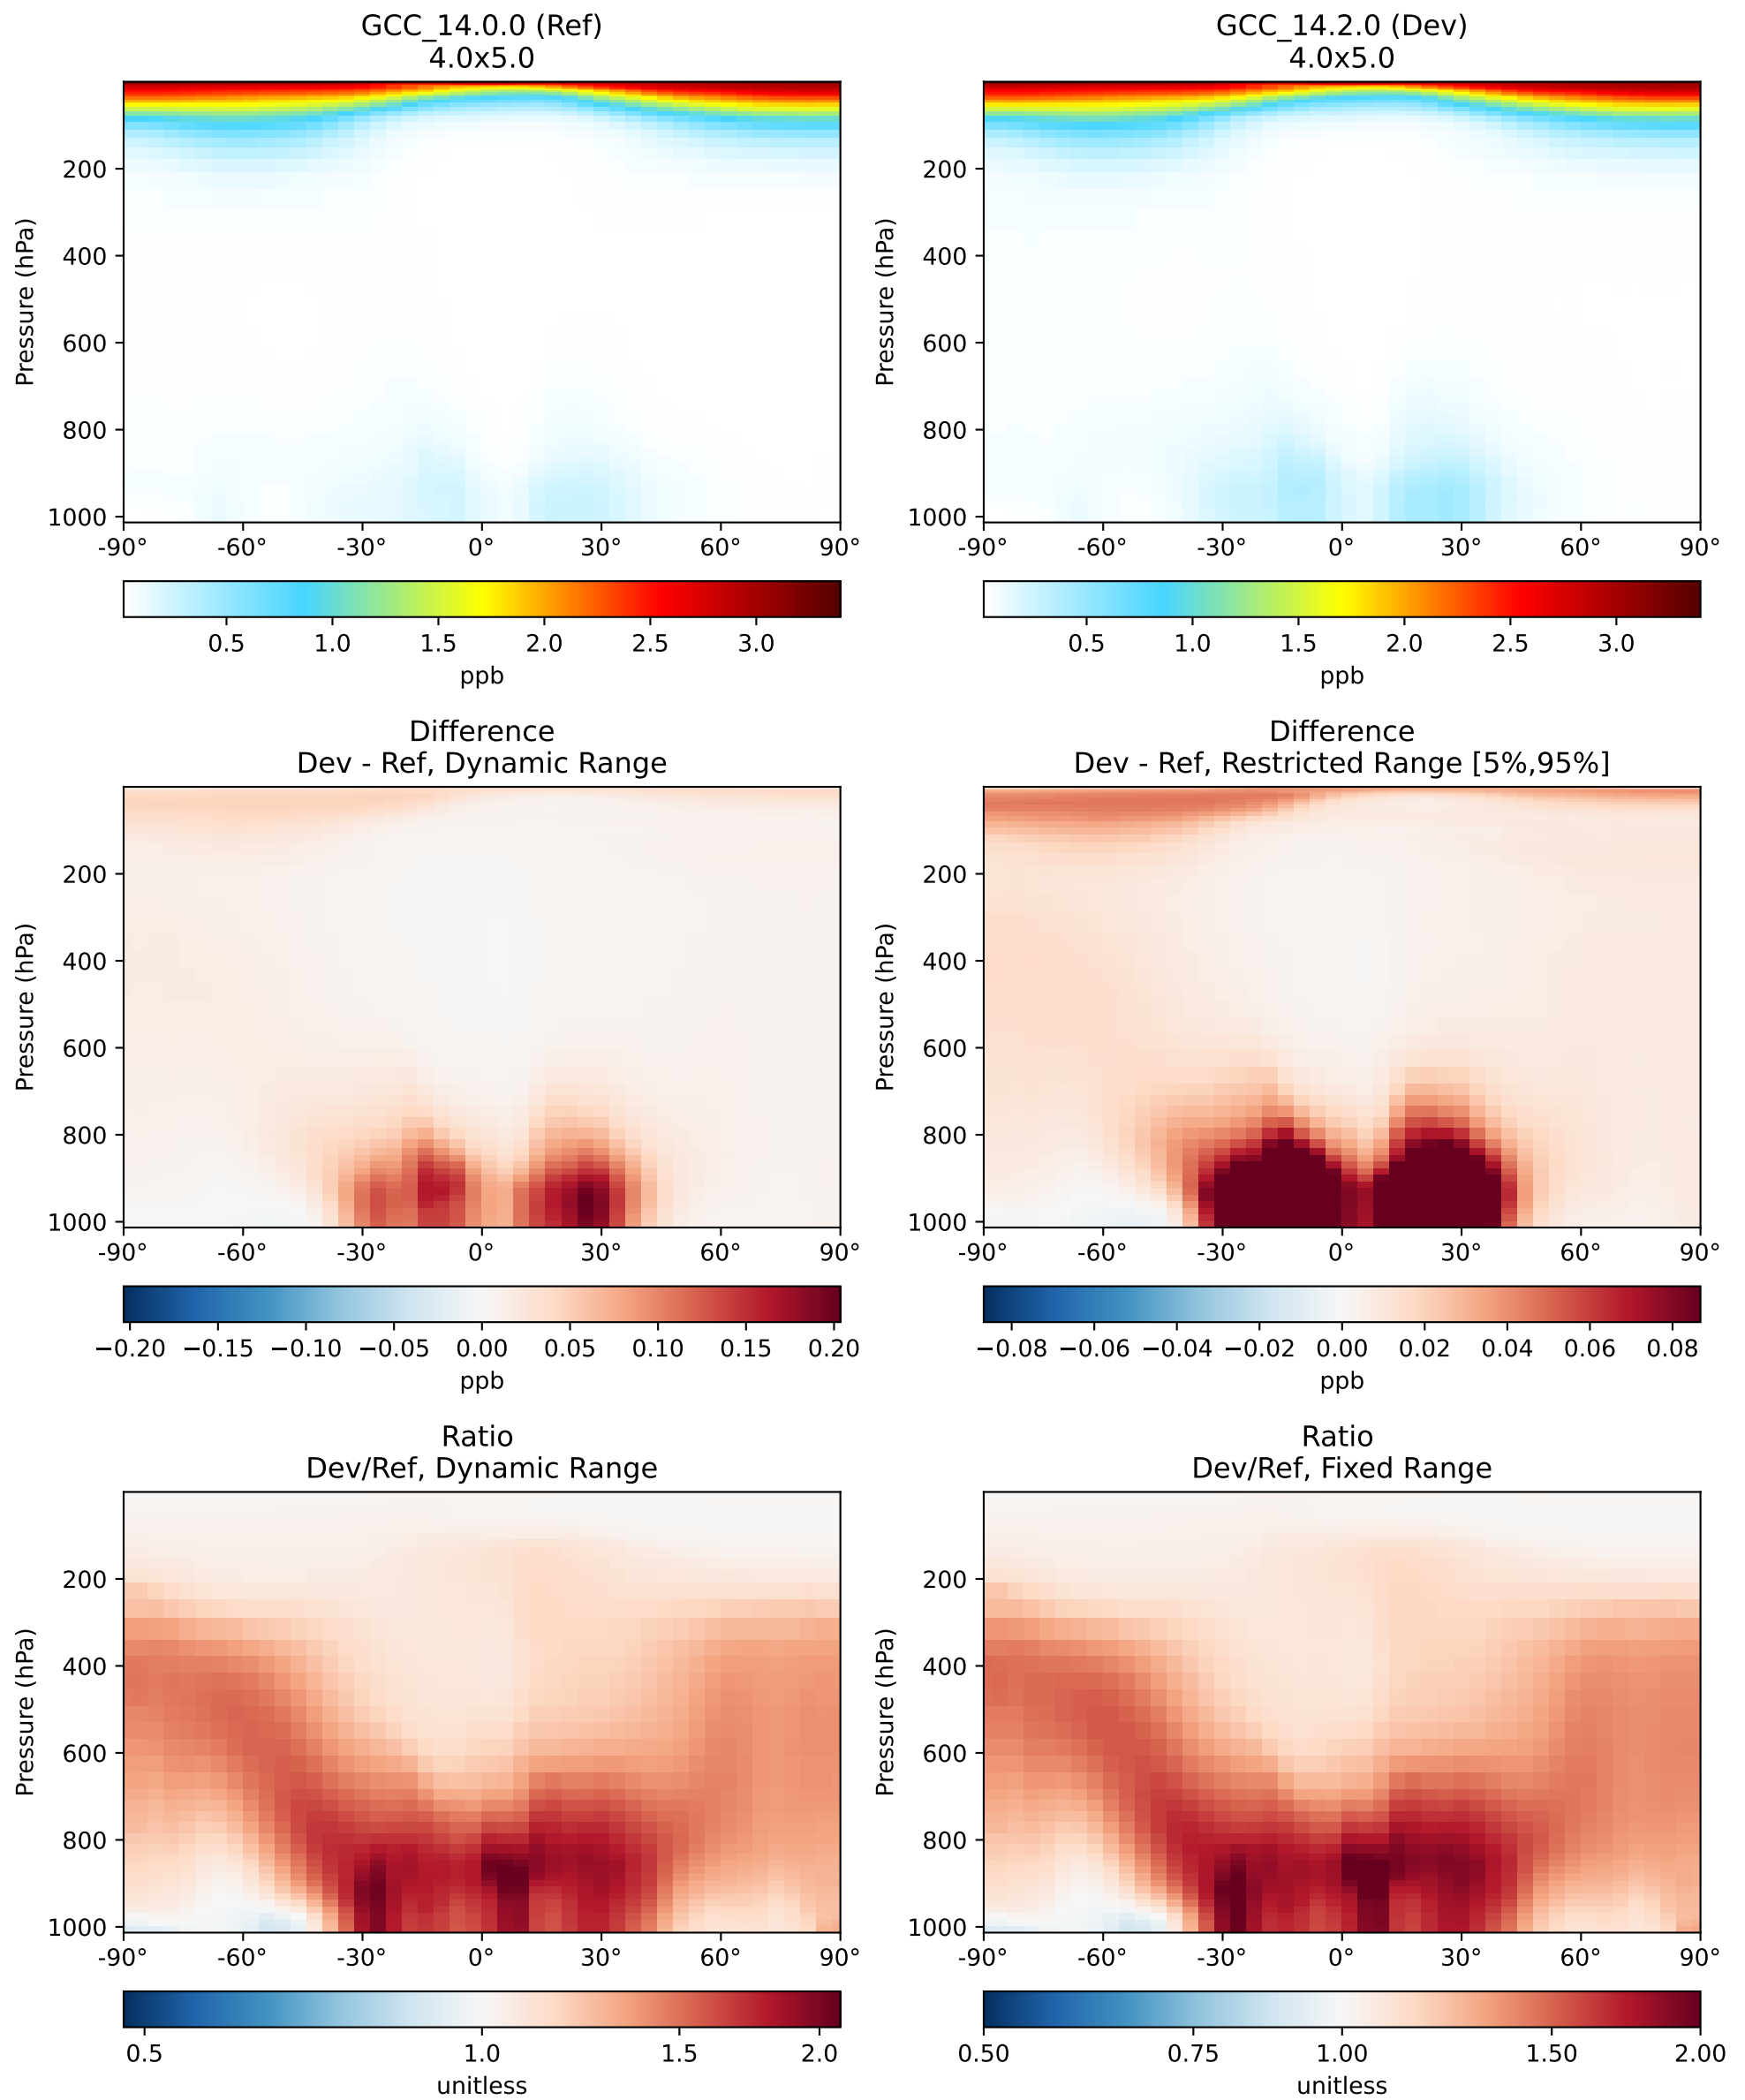 GCC_14.0.0 (Ref)
4.0x5.0
Pressure (hPa)
200
400
600
800
1000
-90° -60° -30° 0° 30° 60° 90°
0.5 1.0 1.5 2.0 2.5 3.0
ppb
GCC_14.2.0 (Dev)
4.0x5.0
Pressure (hPa)
200
400
600
800
1000
-90° -60° -30° 0° 30° 60° 90°
0.5 1.0 1.5 2.0 2.5 3.0
ppb
Difference
Dev - Ref, Dynamic Range
Pressure (hPa)
200
400
600
800
1000
-90° -60° -30° 0° 30° 60° 90°
−0.20 −0.15 −0.10 −0.05 0.00 0.05 0.10 0.15 0.20
ppb
Difference
Dev - Ref, Restricted Range [5%,95%]
Pressure (hPa)
200
400
600
800
1000
-90° -60° -30° 0° 30° 60° 90°
−0.08 −0.06 −0.04 −0.02 0.00 0.02 0.04 0.06 0.08
ppb
Ratio
Dev/Ref, Dynamic Range
Pressure (hPa)
200
400
600
800
1000
-90° -60° -30° 0° 30° 60° 90°
0.5 1.0 1.5 2.0
unitless
Ratio
Dev/Ref, Fixed Range
Pressure (hPa)
200
400
600
800
1000
-90° -60° -30° 0° 30° 60° 90°
0.50 0.75 1.00 1.50 2.00
unitless